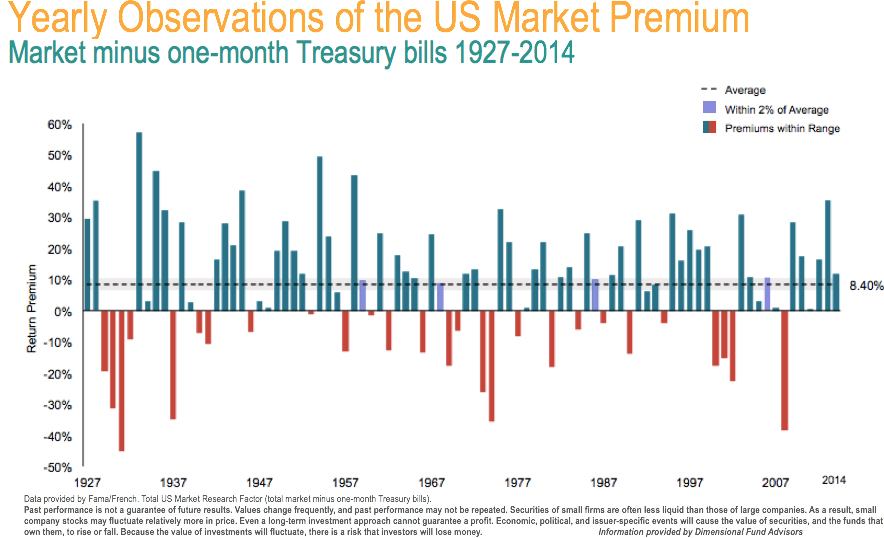 Yearly Observations of the US Market Premium
Market minus one-month Treasury bills 1927-2014
Average
Within 2% of Average
Premiums within Range
60%
50%
40%
30%
20%
10%
0%
-10%
-20%
-30%
-40%
-50%
Return Premium
8.40%
1927 1937 1947 1957 1967 1977 1987 1997 2007 2014
Data provided by Fama/French. Total US Market Research Factor (total market minus one-month Treasury bills).
Past performance is not a guarantee of future results. Values change frequently, and past performance may not be repeated. Securities of small firms are often less liquid than those of large companies. As a result, small
company stocks may fluctuate relatively more in price. Even a long-term investment approach cannot guarantee a profit. Economic, political, and issuer-specific events will cause the value of securities, and the funds that
own them, to rise or fall. Because the value of investments will fluctuate, there is a risk that investors will lose money. Information provided by Dimensional Fund Advisors